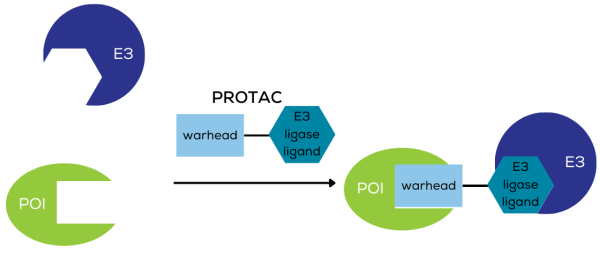 E3
PROTAC
warhead
E3
ligase
ligand
POI
POI
warhead
E3
ligase
ligand
E3